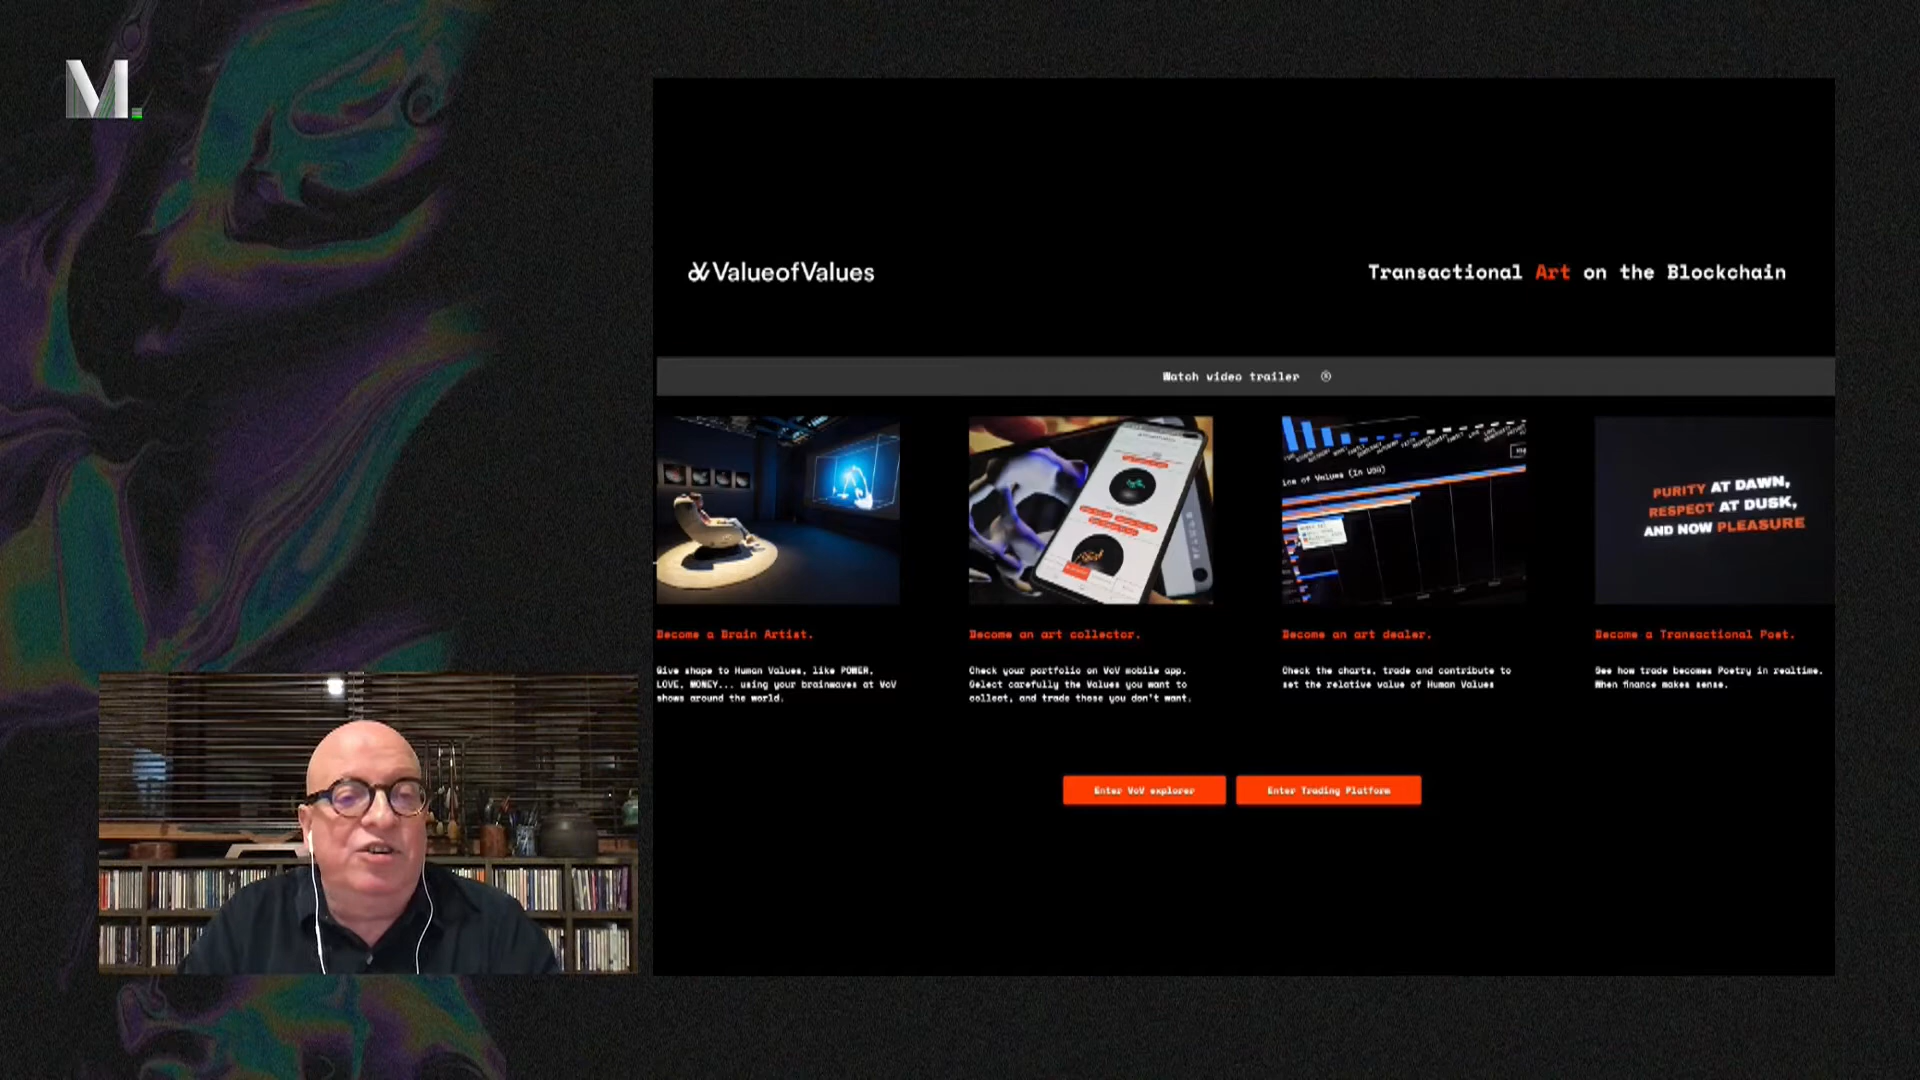 M.
ValueofValues
Transactional Art on the Blockchain
Watch video trailer
of Values (in USD)
PURITY AT DAWN,
RESPECT AT DUSK,
AND NOW PLEASURE
Become a Brain Artist.
Give shape to Human Values, like POWER,
LOVE, MONEY... using your brainwaves at VoV
shows around the world.
Become an art collector.
Check your portfolio on VoV mobile app.
Select carefully the Values you want to
collect, and trade those you don't want.
Become an art dealer.
Check the charts, trade and contribute to
set the relative value of Human Values
Become a Transactional Poet.
See how trade becomes Poetry in realtime.
When finance makes sense.
Enter VoV explorer
Enter Trading Platform